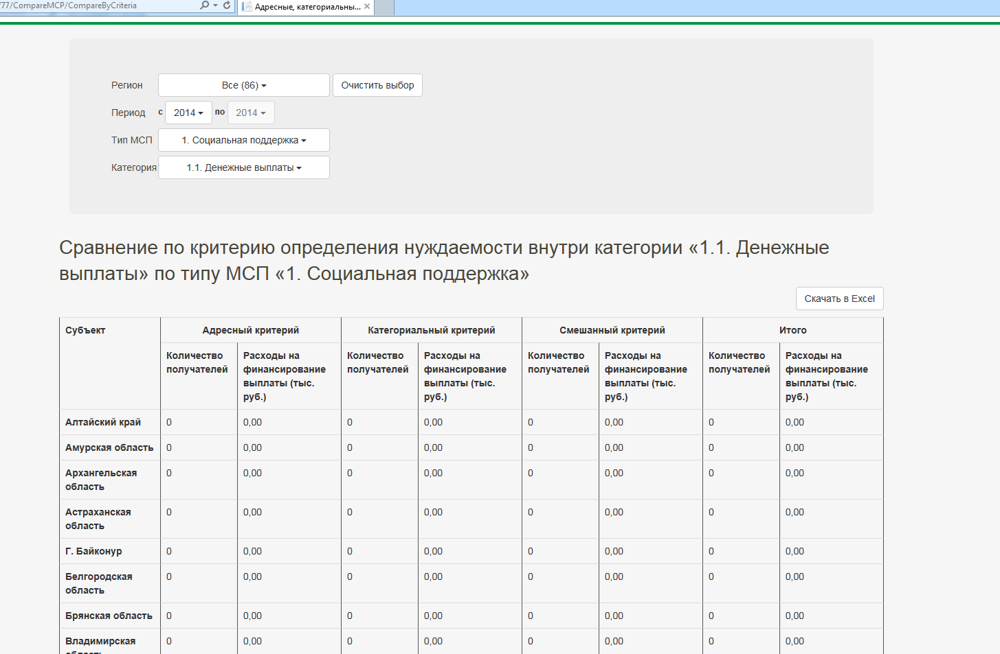 77/CompareMCP/CompareByCriteria
Адресные, категориальны...
Регион Все (86) Очистить выбор
Период с 2014 по 2014
Тип МСП 1. Социальная поддержка
Категория 1.1. Денежные выплаты
Сравнение по критерию определения нуждаемости внутри категории «1.1. Денежные
выплаты» по типу МСП «1. Социальная поддержка»
Скачать в Excel
Субъект Адресный критерий Категориальный критерий Смешанный критерий Итого
Количество Расходы на Количество Расходы на Количество Расходы на Количество Расходы на
получателей финансирование получателей финансирование получателей финансирование получателей финансирование
выплаты (тыс. выплаты (тыс. выплаты (тыс. выплаты (тыс.
руб.) руб.) руб.) руб.)
Алтайский край 0 0,00 0 0,00 0 0,00 0 0,00
Амурская область 0 0,00 0 0,00 0 0,00 0 0,00
Архангельская 0 0,00 0 0,00 0 0,00 0 0,00
область
Астраханская 0 0,00 0 0,00 0 0,00 0 0,00
область
Г. Байконур 0 0,00 0 0,00 0 0,00 0 0,00
Белгородская 0 0,00 0 0,00 0 0,00 0 0,00
область
Брянская область 0 0,00 0 0,00 0 0,00 0 0,00
Владимирская 0 0,00 0 0,00 0 0,00 0 0,00
область